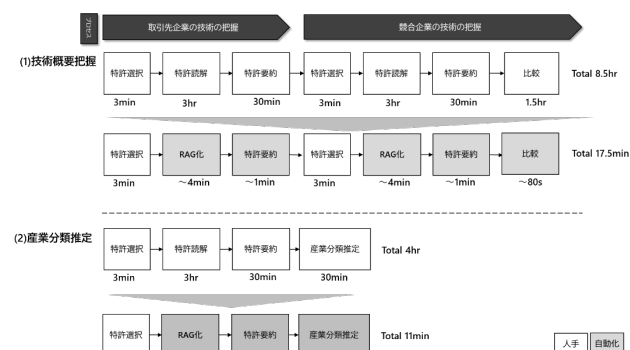 プロセス
取引先企業の技術の把握
競合企業の技術の把握
(1)技術概要把握
特許選択 特許読解 特許要約 特許選択 特許読解 特許要約 比較 Total 8.5hr
3min 3hr 30min 3min 3hr 30min 1.5hr
特許選択 RAG化 特許要約 特許選択 RAG化 特許要約 比較 Total 17.5min
3min ～4min ～1min 3min ～4min ～1min ～80s
(2)産業分類推定
特許選択 特許読解 特許要約 産業分類推定 Total 4hr
3min 3hr 30min 30min
特許選択 RAG化 特許要約 産業分類推定 Total 11min
人手 自動化